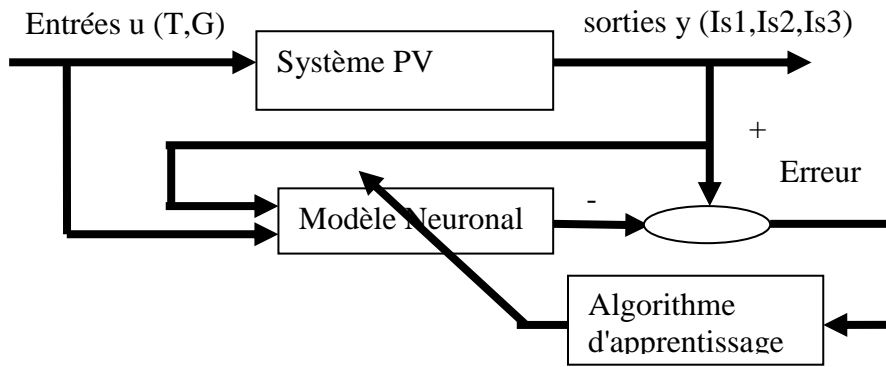 Entrées u (T,G)
sorties y (Is1,Is2,Is3)
Système PV
+
Erreur
Modèle Neuronal
-
Algorithme
d'apprentissage